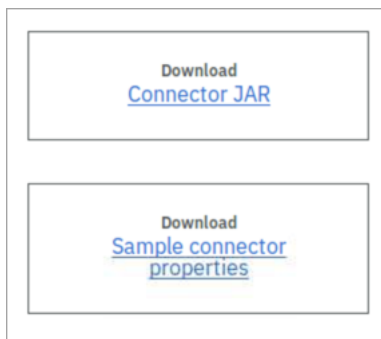 Download
Connector JAR
Download
Sample connector
properties